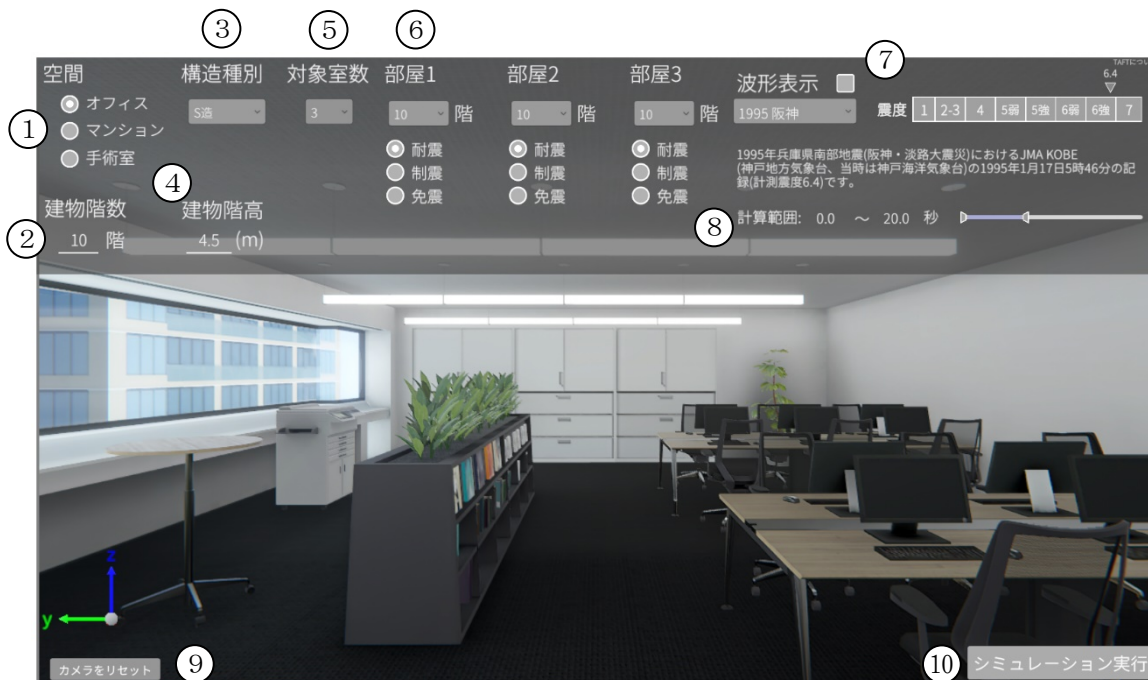 ③ ⑤ ⑥ ⑦
空間 構造種別 対象室数 部屋1 部屋2 部屋3 波形表示
6.4
① オフィス S造 3 10 階 10 階 10 階 1995 阪神 震度 1 2-3 4 5弱 5強 6弱 6強 7
マンション 耐震 耐震 耐震
手術室 制震 制震 制震
免震 免震 免震
1995年兵庫県南部地震(阪神・淡路大震災)におけるJMA KOBE
(神戸地方気象台、当時は神戸海洋気象台)の1995年1月17日5時46分の記
録(計測震度6.4)です。
④
建物階数 建物階高
② 10 階 4.5 (m)
⑧ 計算範囲: 0.0 ～ 20.0 秒
z
y
カメラをリセット ⑨ ⑩ シミュレーション実行